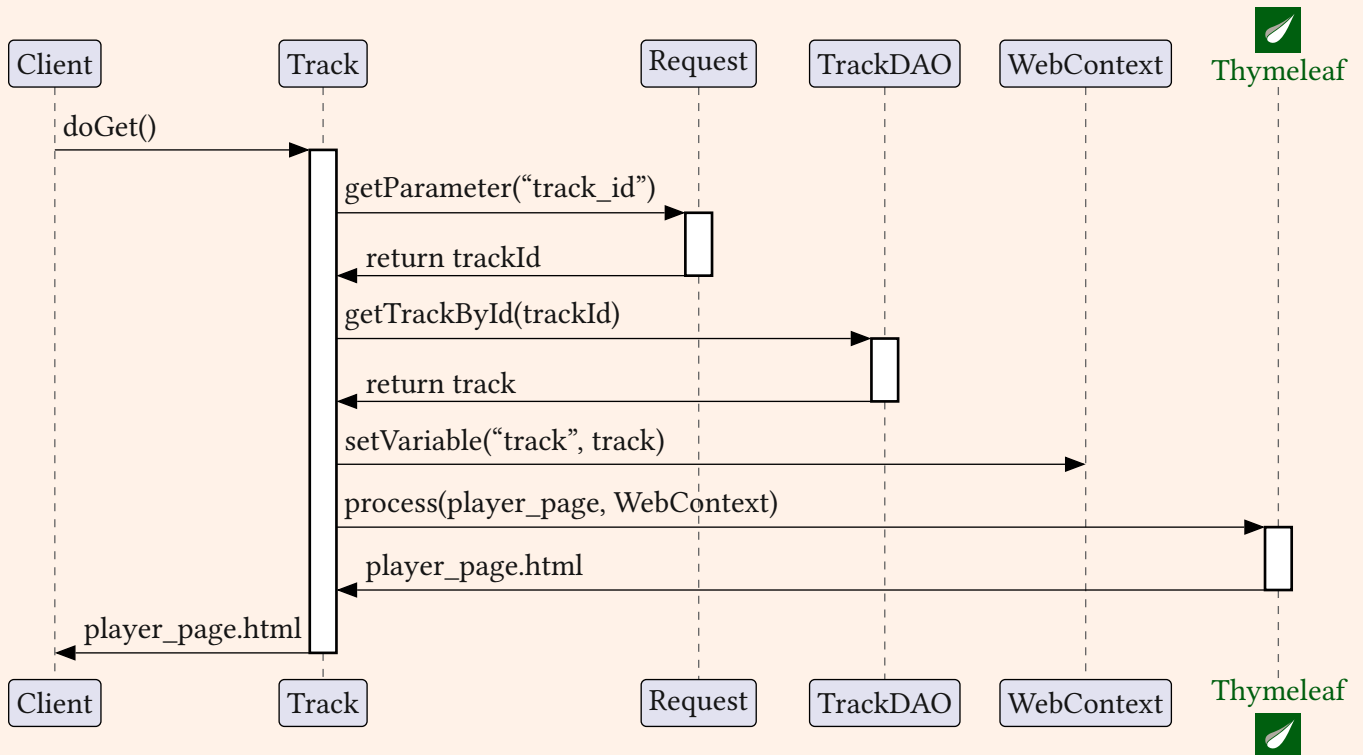 Client
Track
Request
TrackDAO
WebContext
Thymeleaf
doGet()
getParameter(“track_id”)
return trackId
getTrackById(trackId)
return track
setVariable(“track”, track)
process(player_page, WebContext)
player_page.html
player_page.html
Client
Track
Request
TrackDAO
WebContext
Thymeleaf